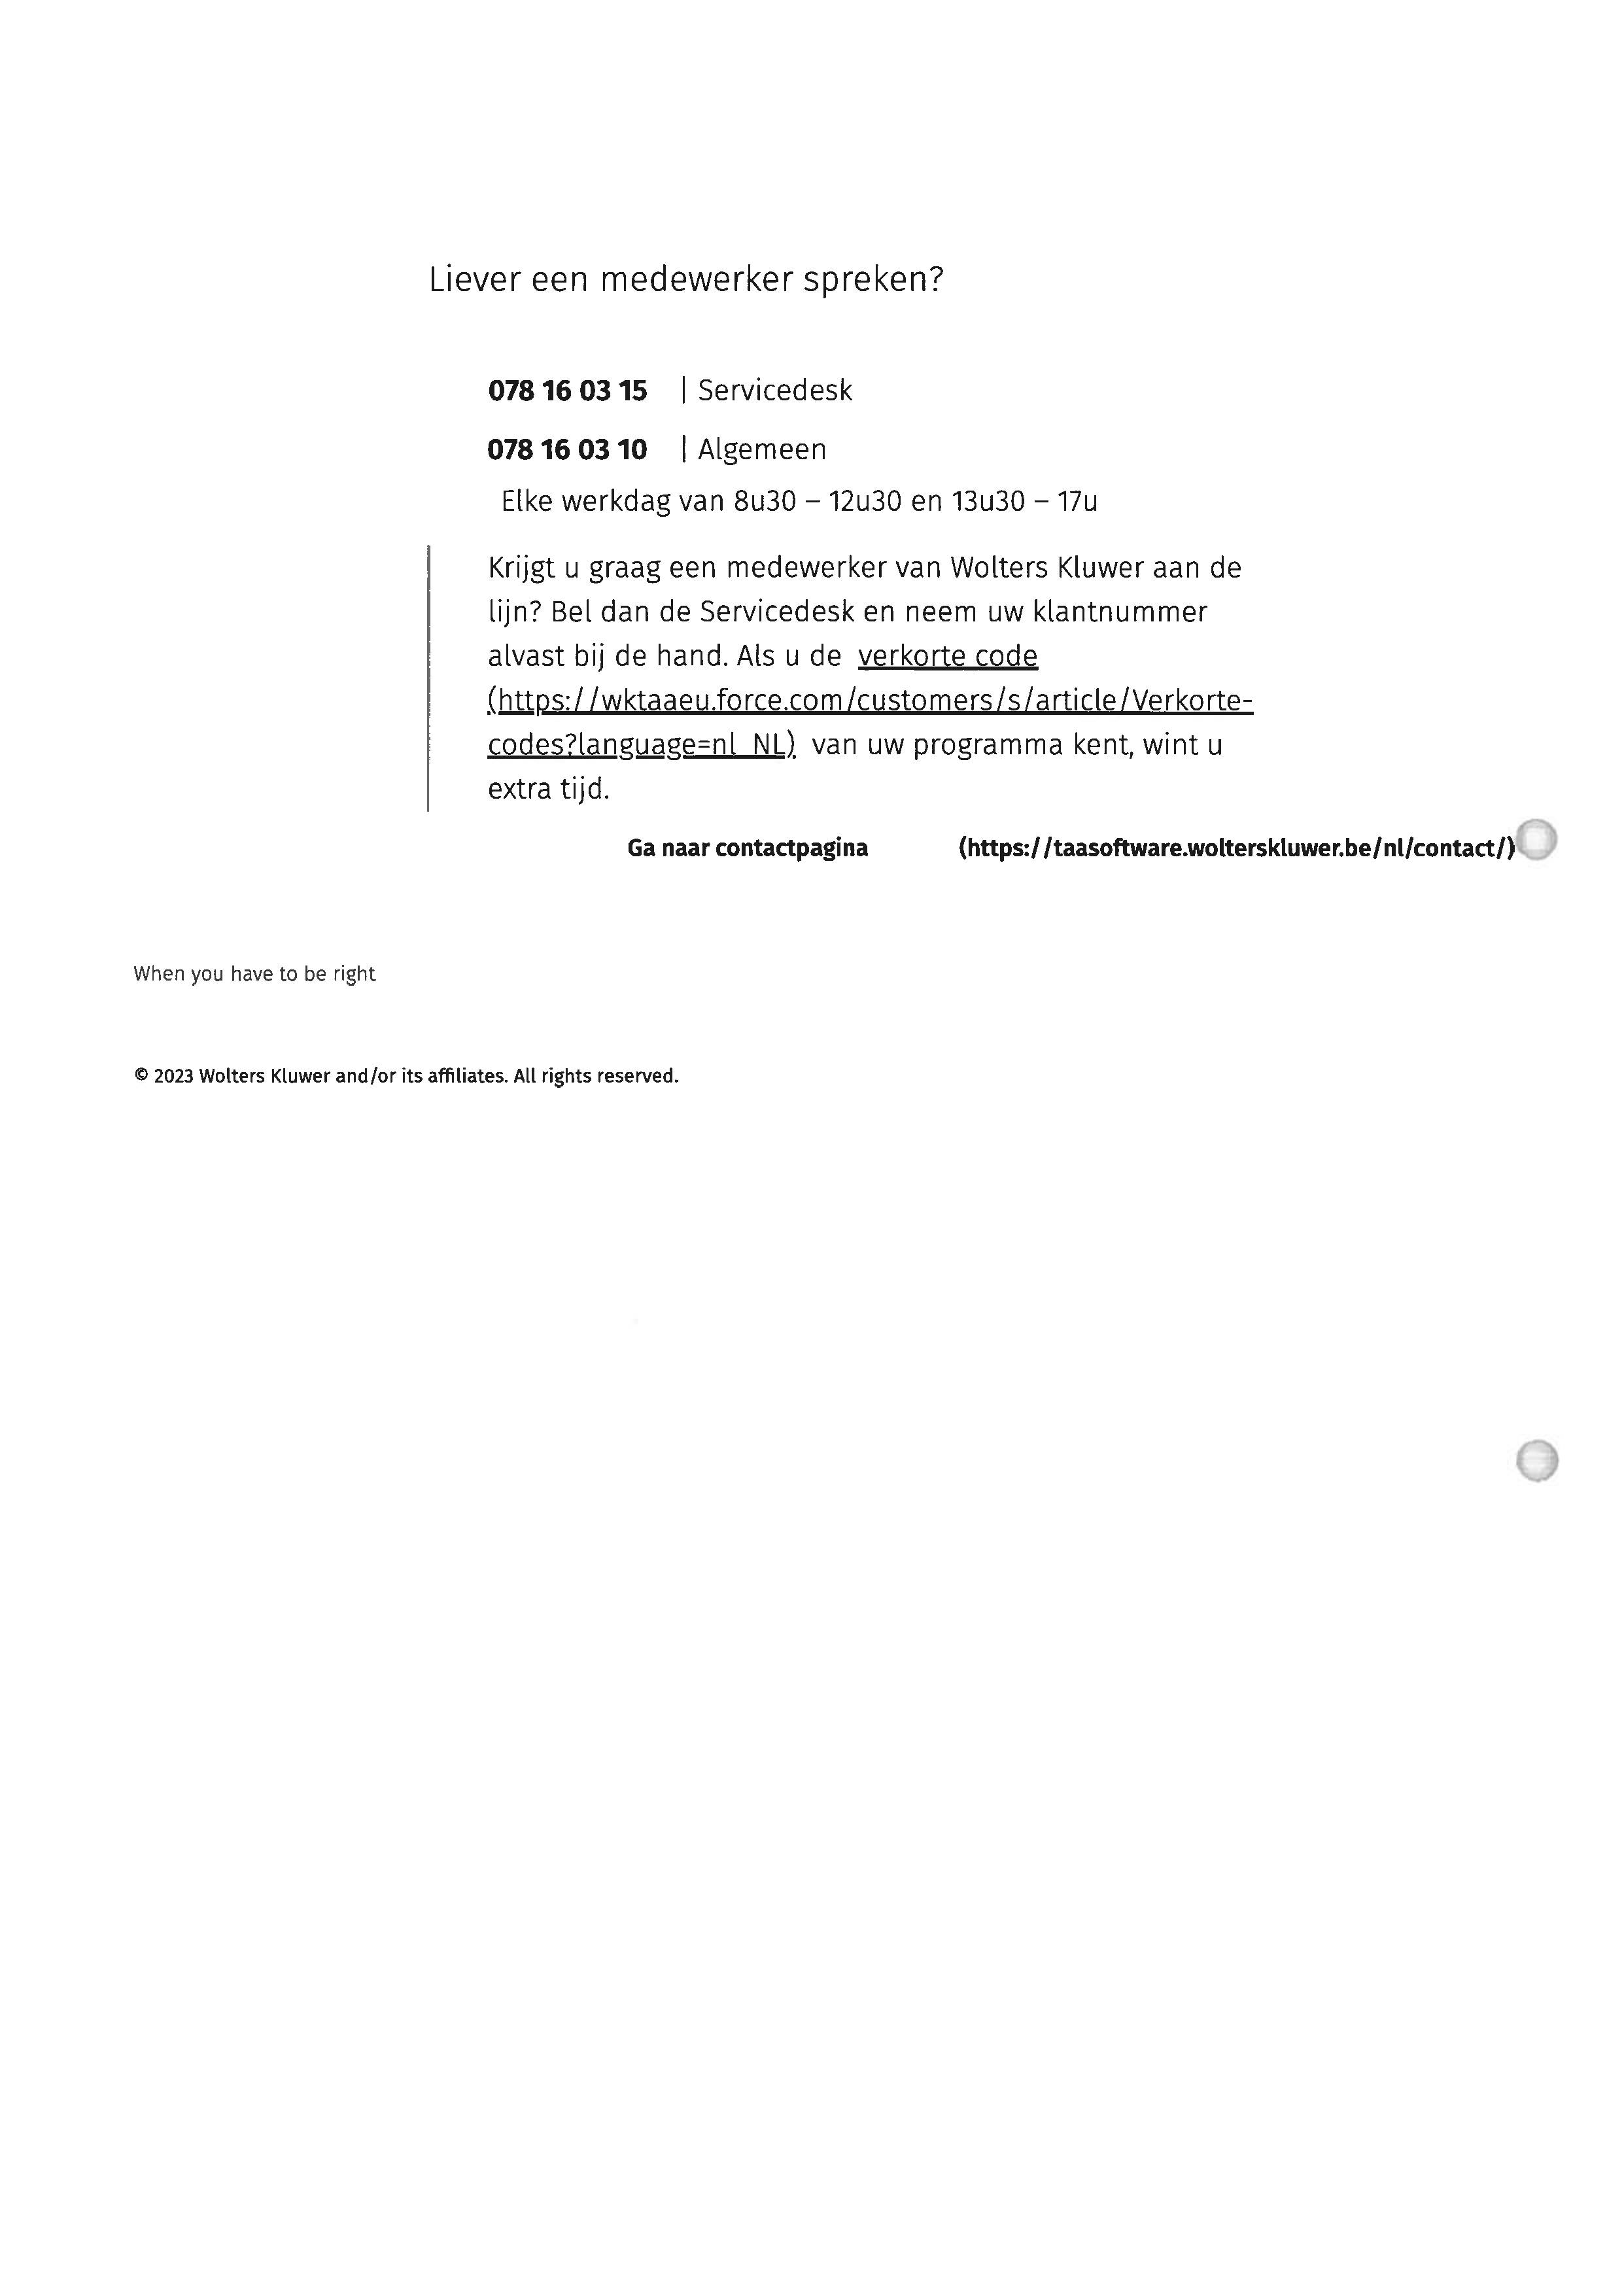 Liever een medewerker spreken?
078 16 03 15 | Servicedesk
078 16 03 10 | Algemeen
Elke werkdag van 8u30 – 12u30 en 13u30 – 17u
Krijgt u graag een medewerker van Wolters Kluwer aan de
lijn? Bel dan de Servicedesk en neem uw klantnummer
alvast bij de hand. Als u de verkorte code
(https://wktaaeu.force.com/customers/s/article/Verkorte-
codes?language=nl_NL) van uw programma kent, wint u
extra tijd.
Ga naar contactpagina (https://taasoftware.wolterskluwer.be/nl/contact/)
When you have to be right
© 2023 Wolters Kluwer and/or its affiliates. All rights reserved.